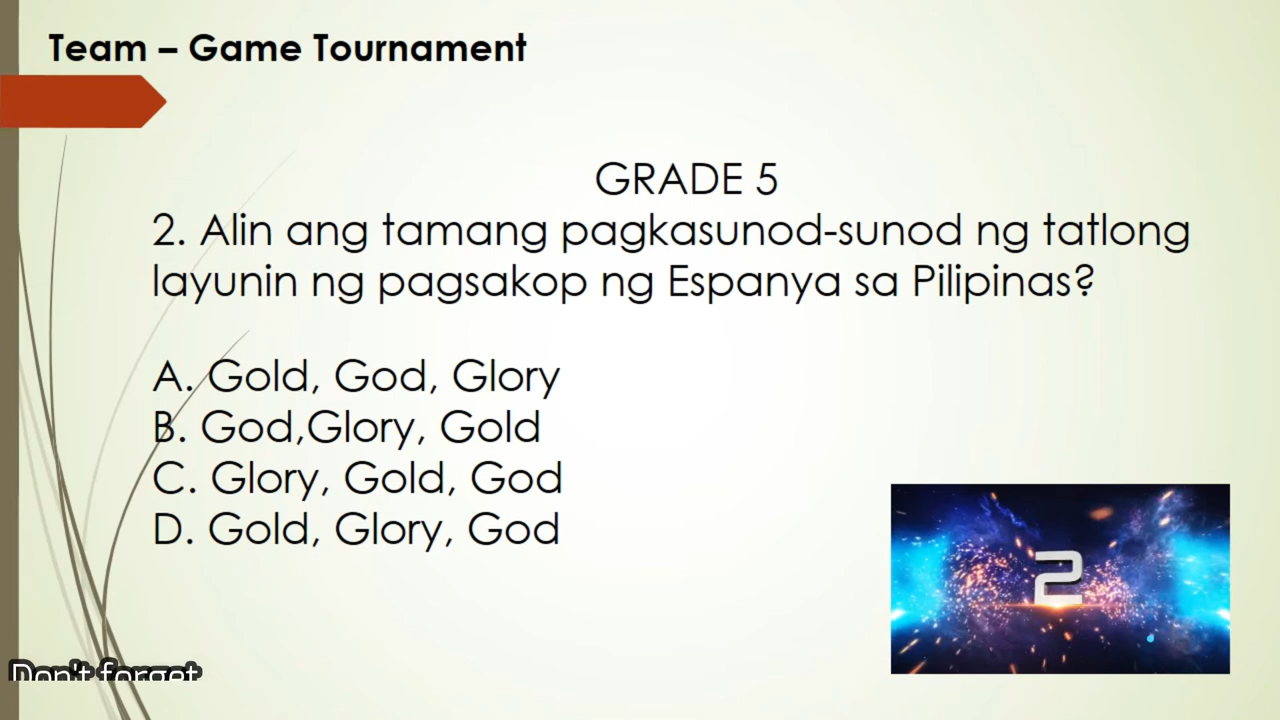 Team – Game Tournament
GRADE 5
2. Alin ang tamang pagkasunod-sunod ng tatlong
layunin ng pagsakop ng Espanya sa Pilipinas?
A. Gold, God, Glory
B. God,Glory, Gold
C. Glory, Gold, God
D. Gold, Glory, God
2
Don't forget